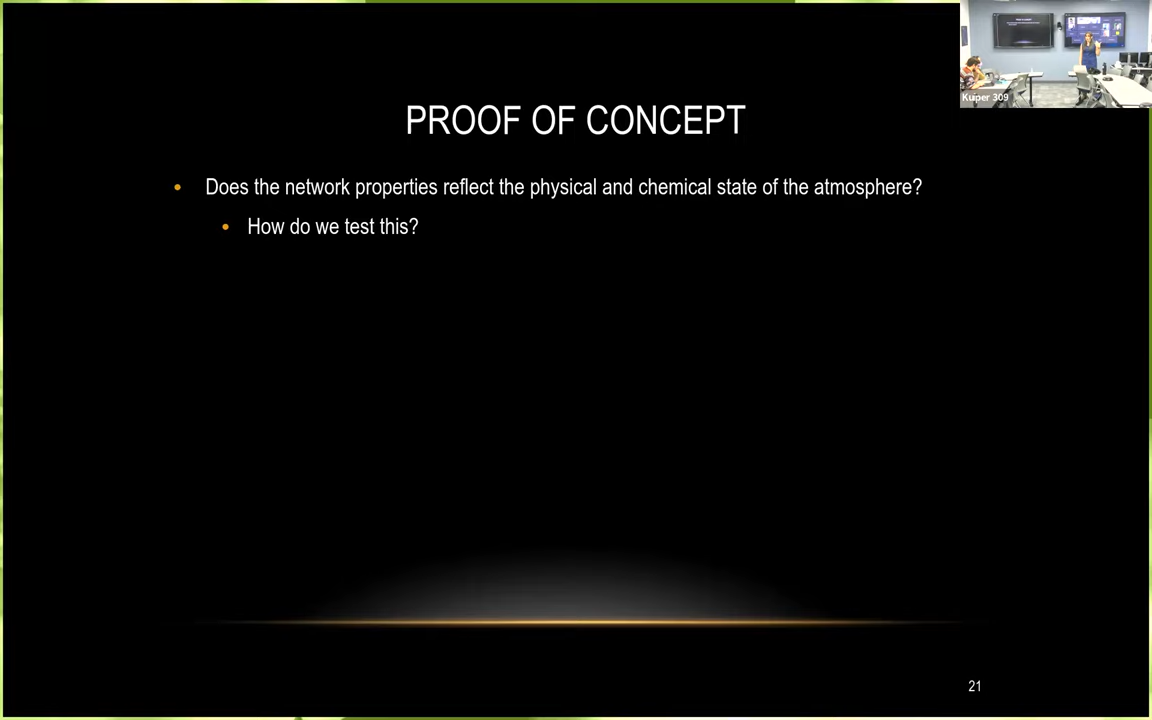 PROOF OF CONCEPT
Does the network properties reflect the physical and chemical state of the atmosphere?
How do we test this?
21
Kuiper 309